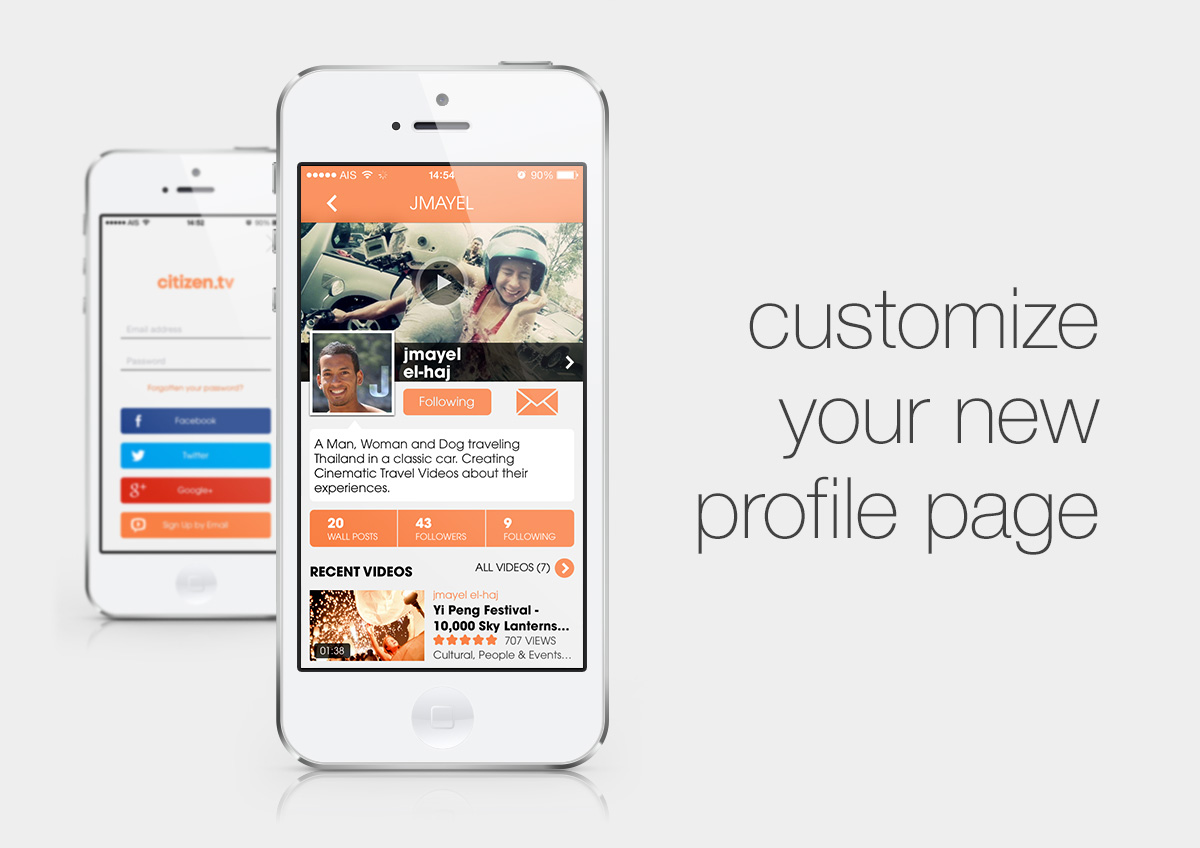 AIS 14:52 90%
citizen.tv
Email address
Password
Forgotten your password?
Facebook
Twitter
Google+
Sign Up by Email
AIS 14:54 90%
JMAYEL
jmayel
el-haj
J
Following
A Man, Woman and Dog traveling
Thailand in a classic car. Creating
Cinematic Travel Videos about their
experiences.
20 43 9
WALL POSTS FOLLOWERS FOLLOWING
RECENT VIDEOS ALL VIDEOS (7)
jmayel el-haj
Yi Peng Festival -
10,000 Sky Lanterns...
707 VIEWS
01:38
Cultural, People & Events...
customize
your new
profile page